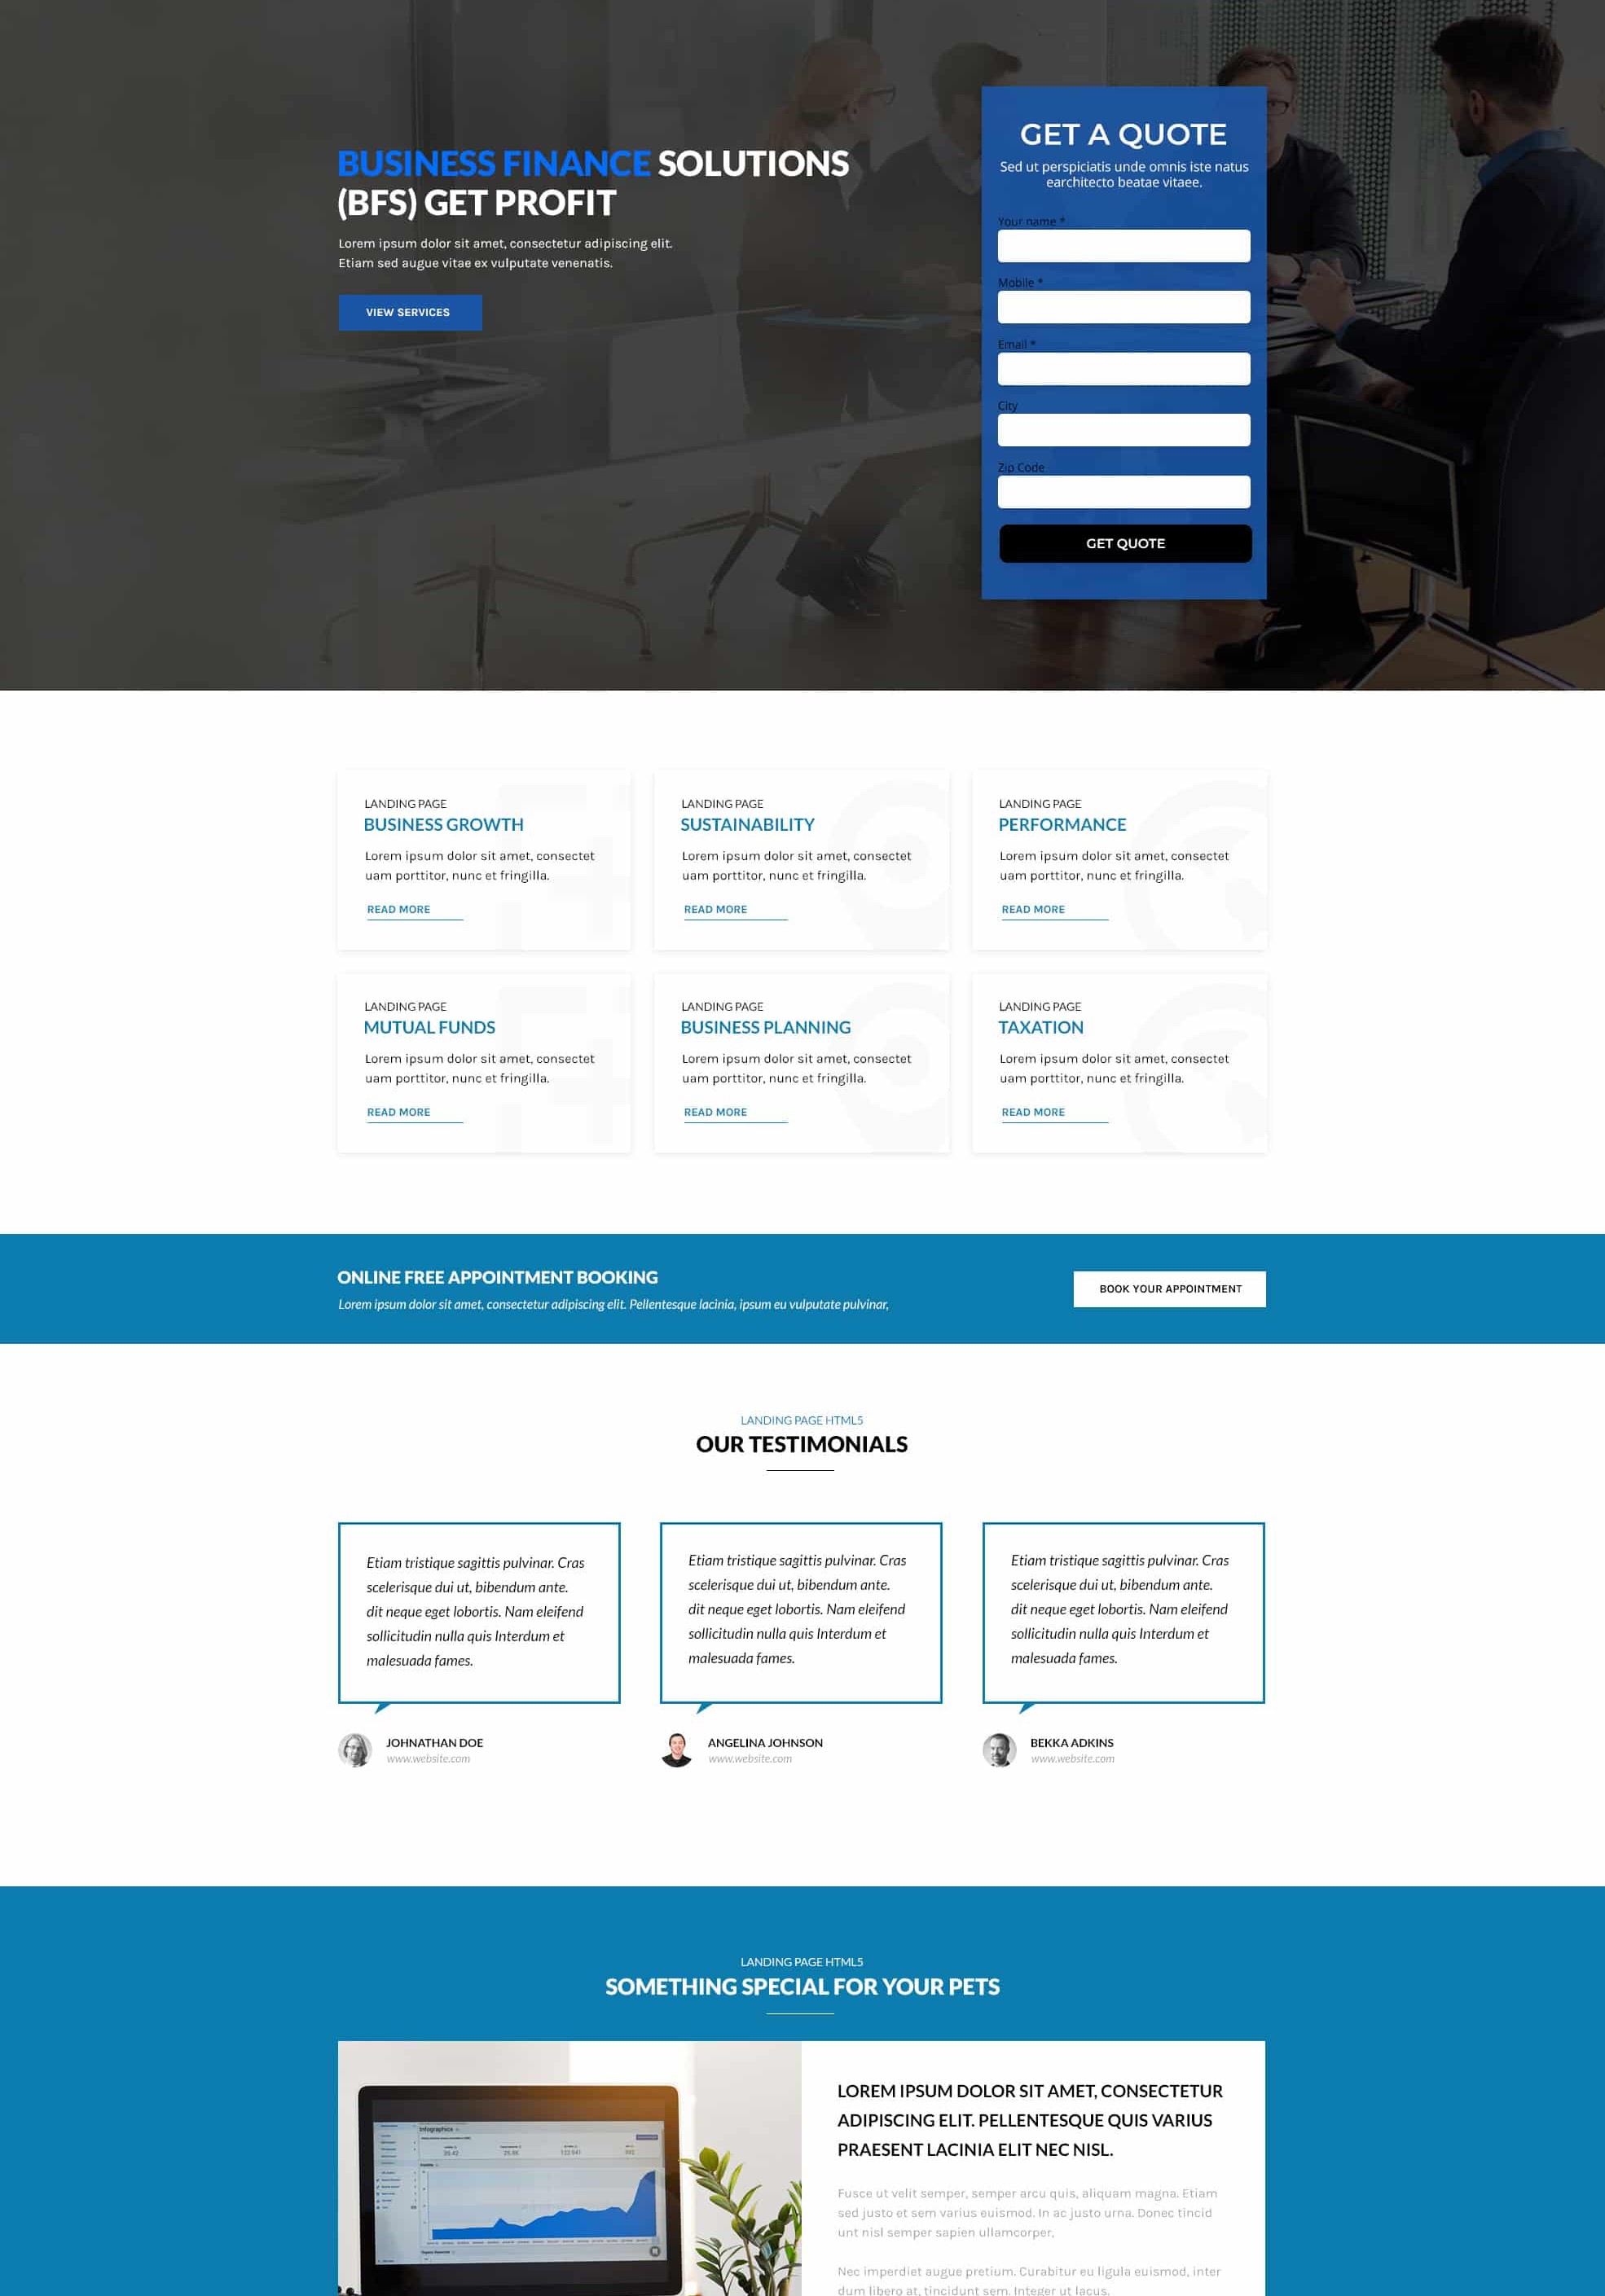 BUSINESS FINANCE SOLUTIONS
(BFS) GET PROFIT
Lorem ipsum dolor sit amet, consectetur adipiscing elit.
Etiam sed augue vitae ex vulputate venenatis.
VIEW SERVICES
GET A QUOTE
Sed ut perspiciatis unde omnis iste natus
earchitecto beatae vitaee.
Your name *
Mobile *
Email *
City
Zip Code
GET QUOTE
LANDING PAGE
BUSINESS GROWTH
Lorem ipsum dolor sit amet, consectet
uam porttitor, nunc et fringilla.
READ MORE
LANDING PAGE
SUSTAINABILITY
Lorem ipsum dolor sit amet, consectet
uam porttitor, nunc et fringilla.
READ MORE
LANDING PAGE
PERFORMANCE
Lorem ipsum dolor sit amet, consectet
uam porttitor, nunc et fringilla.
READ MORE
LANDING PAGE
MUTUAL FUNDS
Lorem ipsum dolor sit amet, consectet
uam porttitor, nunc et fringilla.
READ MORE
LANDING PAGE
BUSINESS PLANNING
Lorem ipsum dolor sit amet, consectet
uam porttitor, nunc et fringilla.
READ MORE
LANDING PAGE
TAXATION
Lorem ipsum dolor sit amet, consectet
uam porttitor, nunc et fringilla.
READ MORE
ONLINE FREE APPOINTMENT BOOKING
Lorem ipsum dolor sit amet, consectetur adipiscing elit. Pellentesque lacinia, ipsum eu vulputate pulvinar,
BOOK YOUR APPOINTMENT
LANDING PAGE HTML5
OUR TESTIMONIALS
Etiam tristique sagittis pulvinar. Cras
scelerisque dui ut, bibendum ante.
dit neque eget lobortis. Nam eleifend
sollicitudin nulla quis Interdum et
malesuada fames.
JOHNATHAN DOE
www.website.com
Etiam tristique sagittis pulvinar. Cras
scelerisque dui ut, bibendum ante.
dit neque eget lobortis. Nam eleifend
sollicitudin nulla quis Interdum et
malesuada fames.
ANGELINA JOHNSON
www.website.com
Etiam tristique sagittis pulvinar. Cras
scelerisque dui ut, bibendum ante.
dit neque eget lobortis. Nam eleifend
sollicitudin nulla quis Interdum et
malesuada fames.
BEKKA ADKINS
www.website.com
LANDING PAGE HTML5
SOMETHING SPECIAL FOR YOUR PETS
Infographics
LOREM IPSUM DOLOR SIT AMET, CONSECTETUR
ADIPISCING ELIT. PELLENTESQUE QUIS VARIUS
PRAESENT LACINIA ELIT NEC NISL.
Fusce ut velit semper, semper arcu quis, aliquam magna. Etiam
sed justo et sem varius euismod. In ac justo urna. Donec tincid
unt nisl semper sapien ullamcorper,
Nec imperdiet augue pretium. Curabitur eu ligula euismod, inter
dum libero at, tincidunt sem. Integer ut lacus.